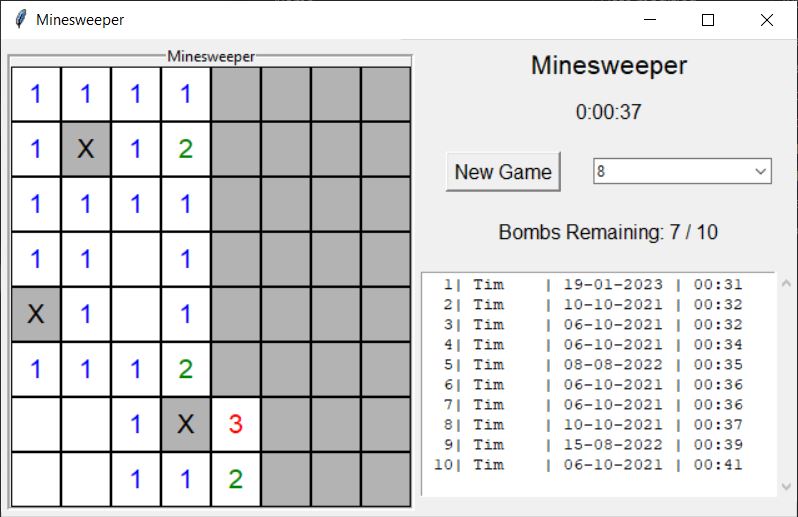 Minesweeper
Minesweeper
1 1 1 1
1 X 1 2
1 1 1 1
1 1 1
X 1 1
1 1 1 2
1 X 3
1 1 2
Minesweeper
0:00:37
New Game 8
Bombs Remaining: 7 / 10
1| Tim | 19-01-2023 | 00:31
2| Tim | 10-10-2021 | 00:32
3| Tim | 06-10-2021 | 00:32
4| Tim | 06-10-2021 | 00:34
5| Tim | 08-08-2022 | 00:35
6| Tim | 06-10-2021 | 00:36
7| Tim | 06-10-2021 | 00:36
8| Tim | 10-10-2021 | 00:37
9| Tim | 15-08-2022 | 00:39
10| Tim | 06-10-2021 | 00:41